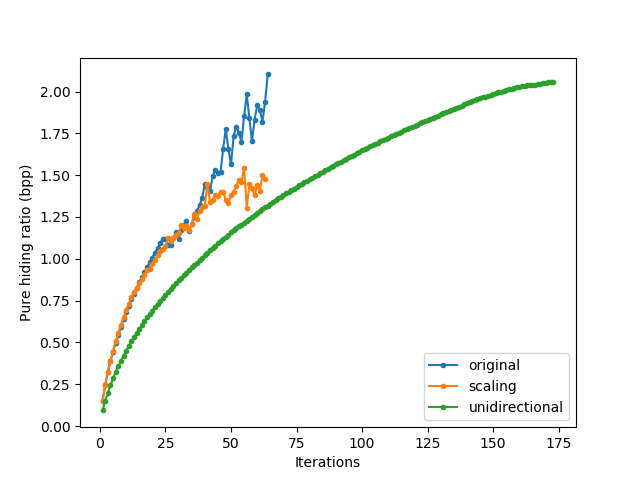 2.00
1.75
1.50
1.25
1.00
0.75
0.50
0.25
0.00
Pure hiding ratio (bpp)
original
scaling
unidirectional
0 25 50 75 100 125 150 175
Iterations